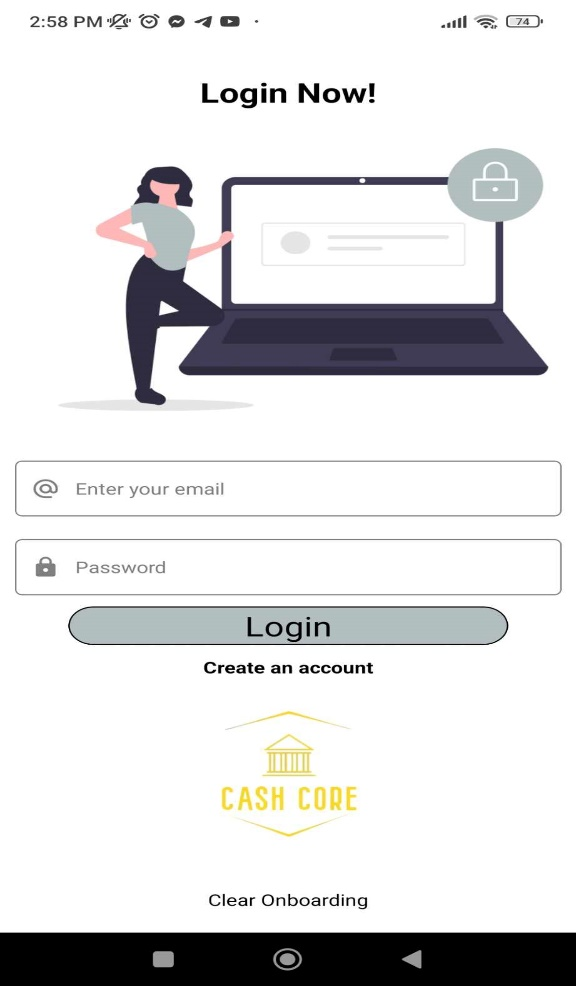 2:58 PM
74
Login Now!
Enter your email
Password
Login
Create an account
CASH CORE
Clear Onboarding